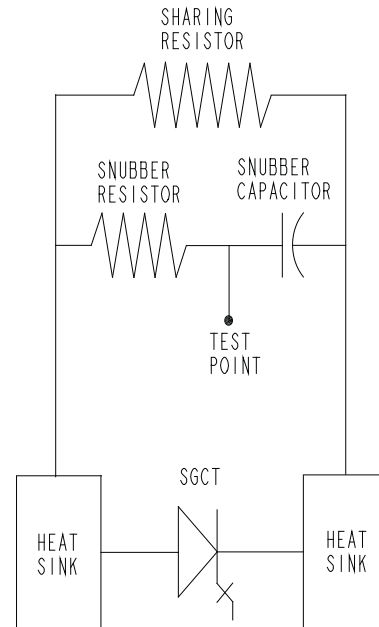 SHARING
RESISTOR
SNUBBER
RESISTOR
SNUBBER
CAPACITOR
TEST
POINT
SGCT
HEAT
SINK
HEAT
SINK